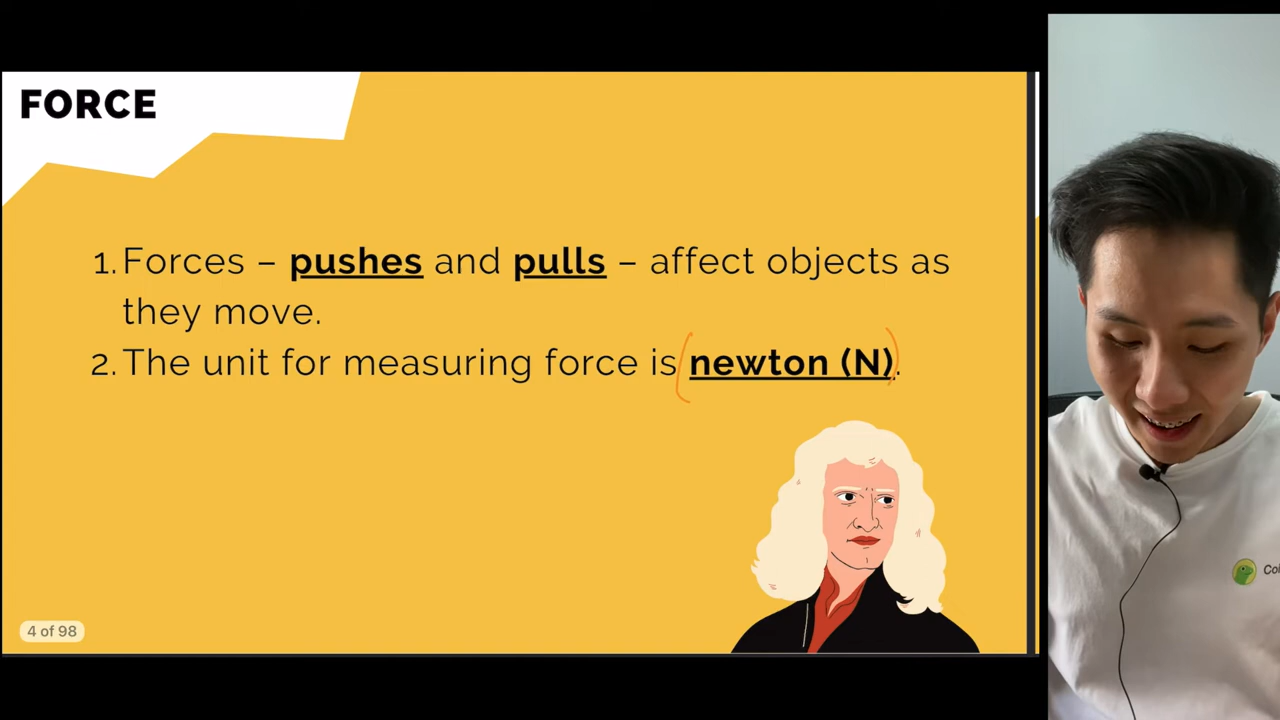 FORCE
1. Forces – pushes and pulls – affect objects as
they move.
2. The unit for measuring force is newton (N).
4 of 98